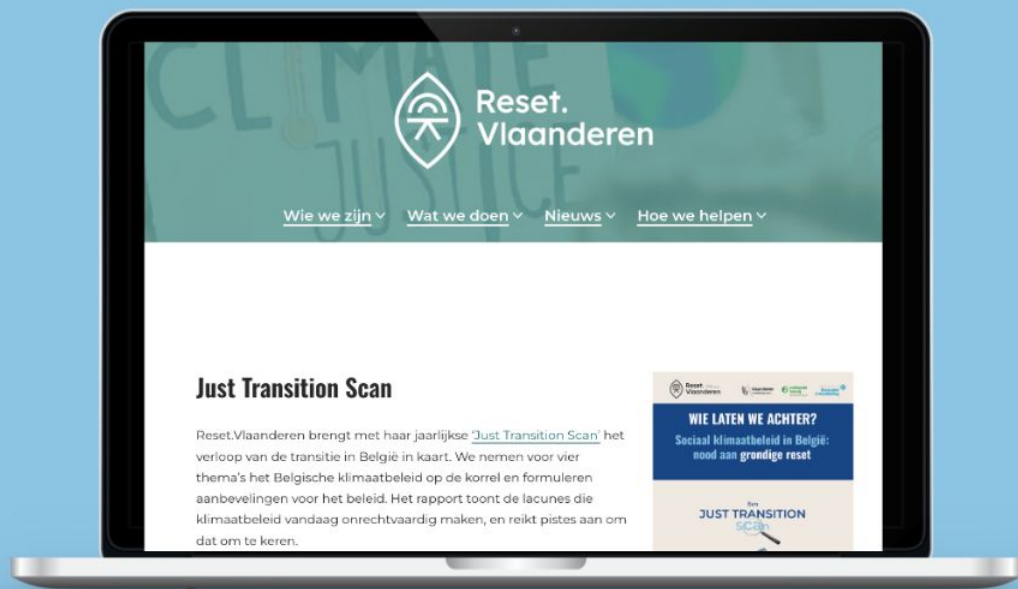 CLIMATE
JUSTICE
Reset.
Vlaanderen
Wie we zijn
Wat we doen
Nieuws
Hoe we helpen
Just Transition Scan
Reset.Vlaanderen brengt met haar jaarlijkse ‘Just Transition Scan’ het
verloop van de transitie in België in kaart. We nemen voor vier
thema’s het Belgische klimaatbeleid op de korrel en formuleren
aanbevelingen voor het beleid. Het rapport toont de lacunes die
klimaatbeleid vandaag onrechtvaardig maken, en reikt pistes aan om
dat om te keren.
Reset.
Vlaanderen
WIE LATEN WE ACHTER?
Sociaal klimaatbeleid in België:
nood aan grondige reset
JUST TRANSITION
scan